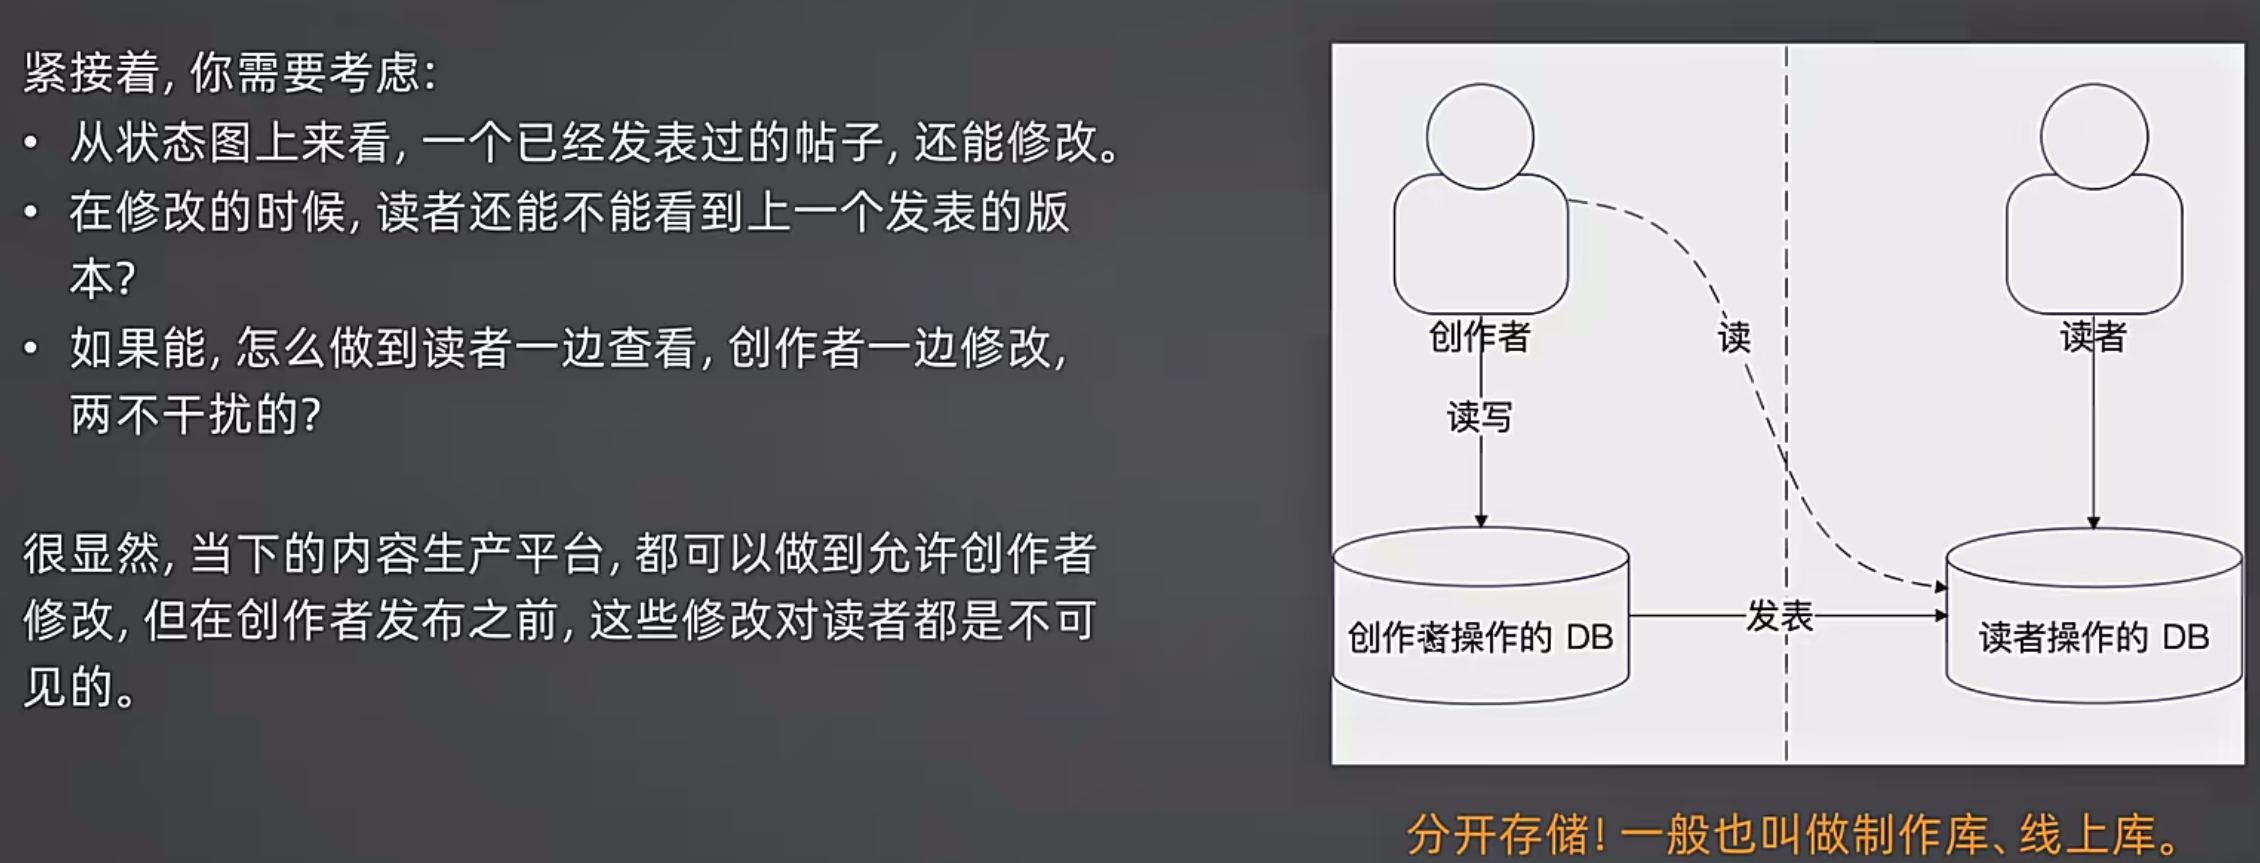 紧接着, 你需要考虑:
• 从状态图上来看, 一个已经发表过的帖子, 还能修改。
• 在修改的时候, 读者还能不能看到上一个发表的版
本?
• 如果能, 怎么做到读者一边查看, 创作者一边修改,
两不干扰的?
很显然, 当下的内容生产平台, 都可以做到允许创作者
修改, 但在创作者发布之前, 这些修改对读者都是不可
见的。
创作者
读
读者
读写
发表
创作者操作的 DB
读者操作的 DB
分开存储! 一般也叫做制作库、线上库。